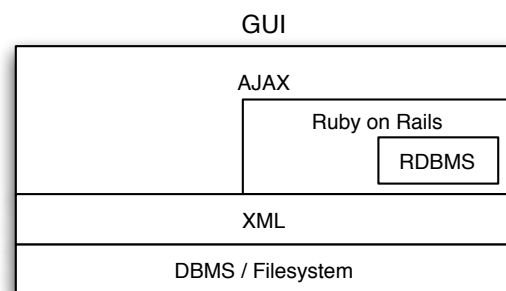 GUI
AJAX
Ruby on Rails
RDBMS
XML
DBMS / Filesystem